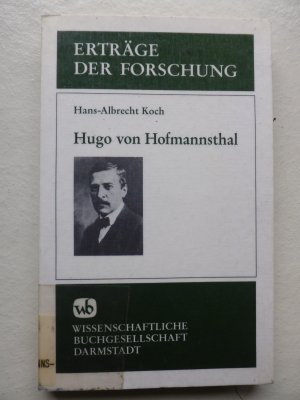 ERTRÄGE
DER FORSCHUNG
Hans-Albrecht Koch
Hugo von Hofmannsthal
wb
WISSENSCHAFTLICHE
BUCHGESELLSCHAFT
DARMSTADT